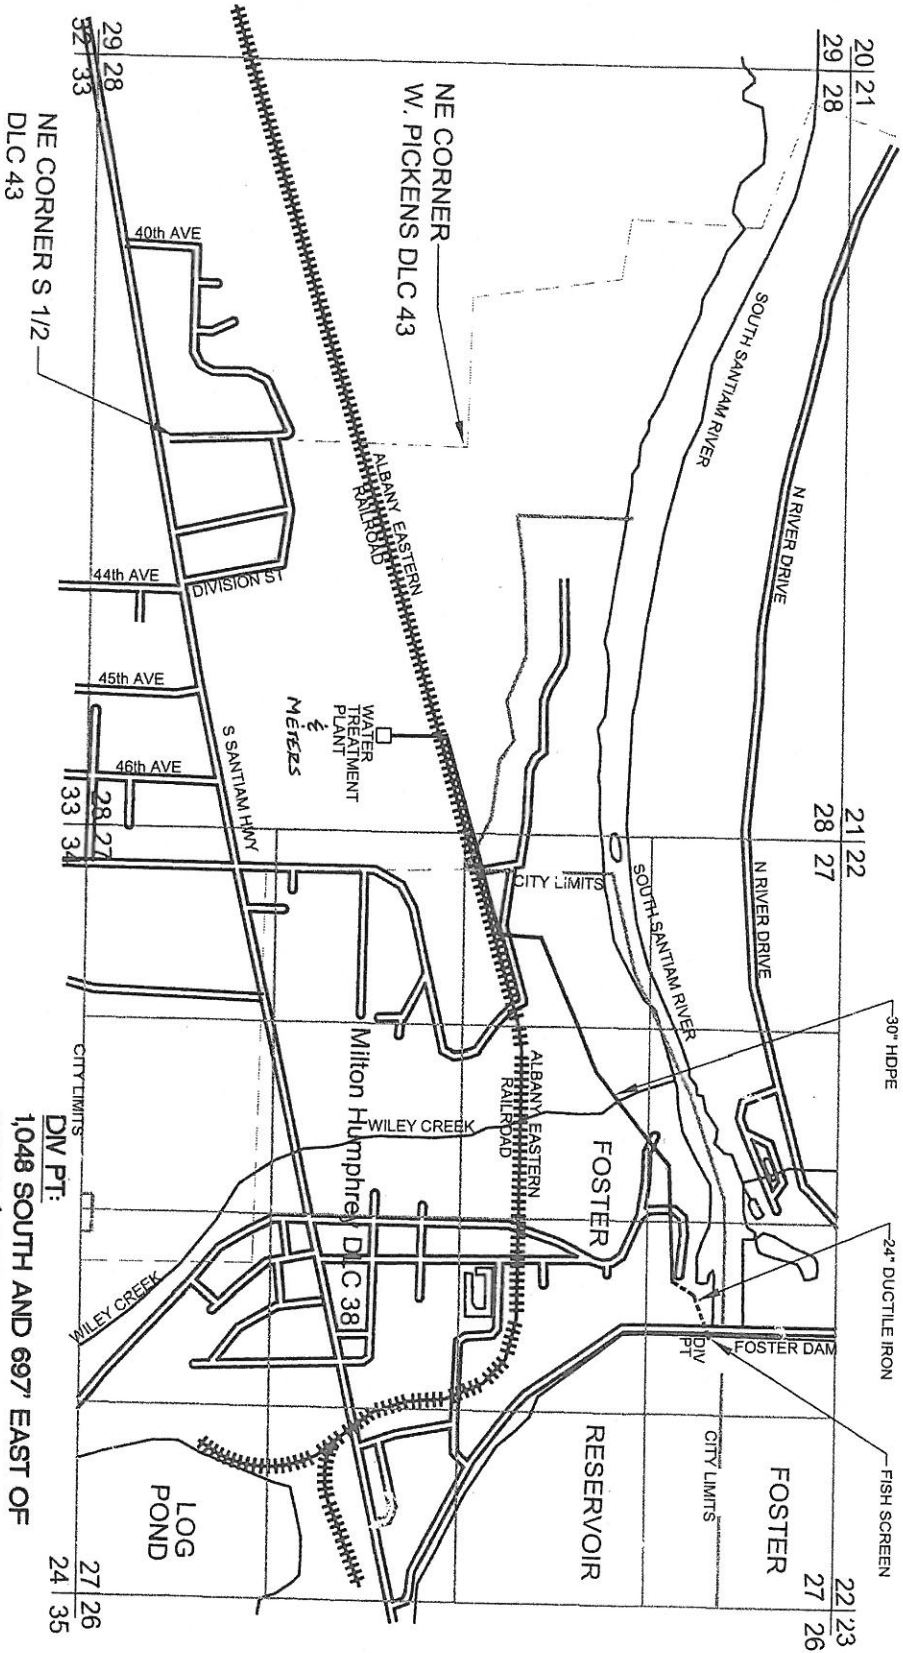 20|21
29|28
21|22
28|27
22|23
27|26
30" HDPE
24" DUCTILE IRON
FISH SCREEN
N RIVER DRIVE
N RIVER DRIVE
SOUTH SANTIAM RIVER
SOUTH SANTIAM RIVER
FOSTER DAM
DIV
PT
FOSTER
RESERVOIR
CITY LIMITS
CITY LIMITS
FOSTER
NE CORNER
W. PICKENS DLC 43
ALBANY EASTERN
RAILROAD
ALBANY EASTERN
RAILROAD
WATER
TREATMENT
PLANT
&
METERS
WILEY CREEK
Milton Humphrey DLC 38
40th AVE
DIVISION ST
44th AVE
45th AVE
46th AVE
S SANTIAM HWY
WILEY CREEK
LOG
POND
CITY LIMITS
29|28
32|33
28|27
33|34
27|26
24|35
NE CORNER S 1/2
DLC 43
DIV PT:
1,048 SOUTH AND 697' EAST OF